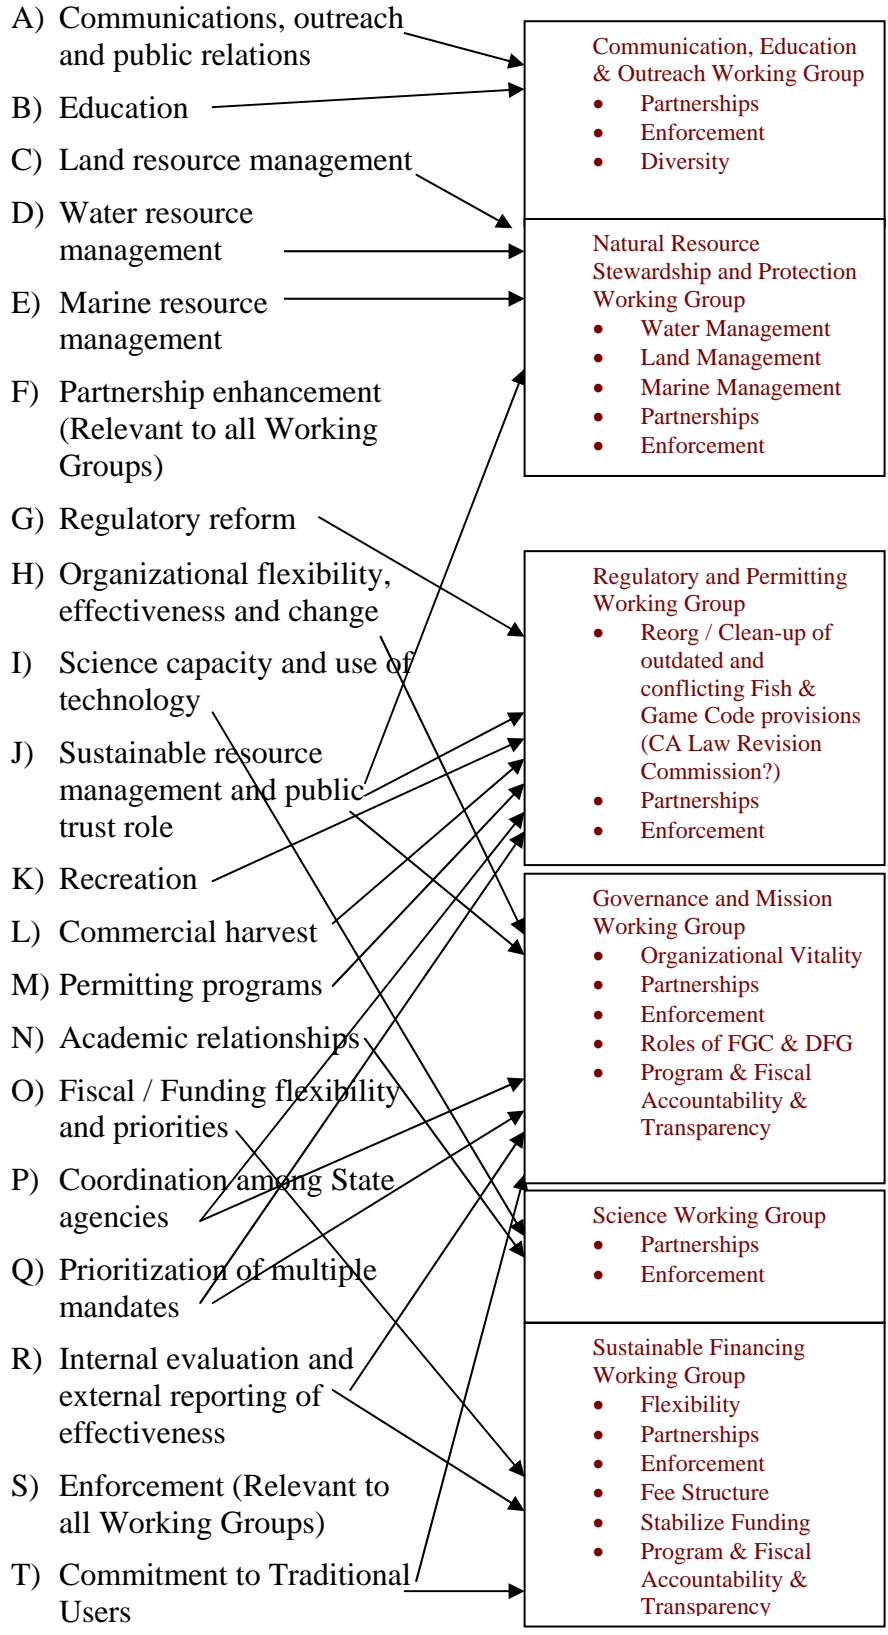 A) Communications, outreach
and public relations
B) Education
C) Land resource management
D) Water resource
management
E) Marine resource
management
F) Partnership enhancement
(Relevant to all Working
Groups)
G) Regulatory reform
H) Organizational flexibility,
effectiveness and change
I) Science capacity and use of
technology
J) Sustainable resource
management and public
trust role
K) Recreation
L) Commercial harvest
M) Permitting programs
N) Academic relationships
O) Fiscal / Funding flexibility
and priorities
P) Coordination among State
agencies
Q) Prioritization of multiple
mandates
R) Internal evaluation and
external reporting of
effectiveness
S) Enforcement (Relevant to
all Working Groups)
T) Commitment to Traditional
Users
Communication, Education
& Outreach Working Group
• Partnerships
• Enforcement
• Diversity
Natural Resource
Stewardship and Protection
Working Group
• Water Management
• Land Management
• Marine Management
• Partnerships
• Enforcement
Regulatory and Permitting
Working Group
• Reorg / Clean-up of
outdated and
conflicting Fish &
Game Code provisions
(CA Law Revision
Commission?)
• Partnerships
• Enforcement
Governance and Mission
Working Group
• Organizational Vitality
• Partnerships
• Enforcement
• Roles of FGC & DFG
• Program & Fiscal
Accountability &
Transparency
Science Working Group
• Partnerships
• Enforcement
Sustainable Financing
Working Group
• Flexibility
• Partnerships
• Enforcement
• Fee Structure
• Stabilize Funding
• Program & Fiscal
Accountability &
Transparency